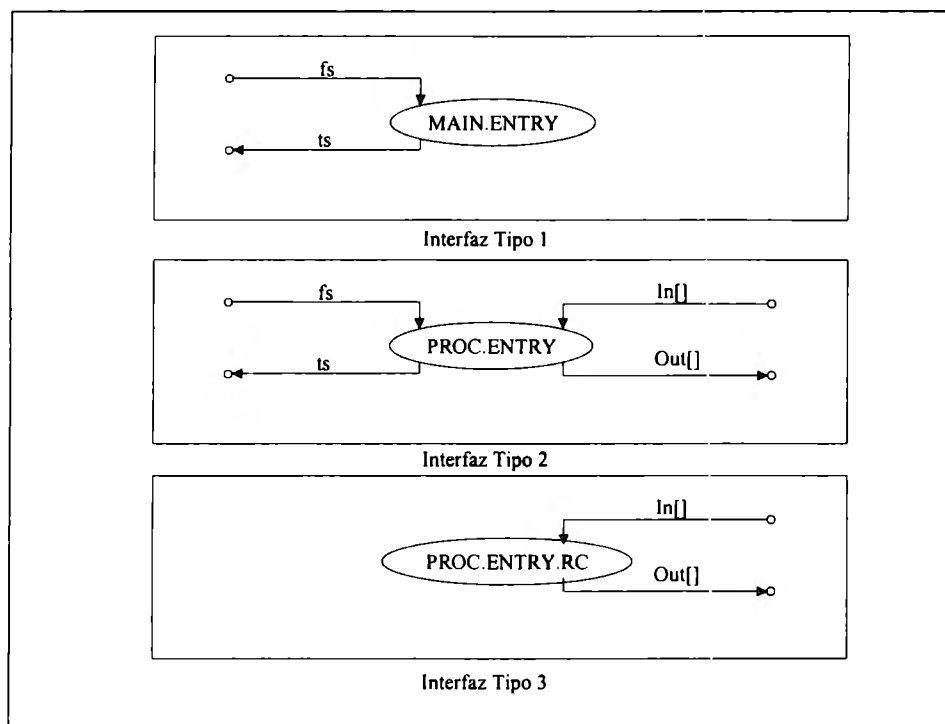 fs
MAIN.ENTRY
ts
Interfaz Tipo 1
fs
In[]
PROC.ENTRY
ts
Out[]
Interfaz Tipo 2
In[]
PROC.ENTRY.RC
Out[]
Interfaz Tipo 3